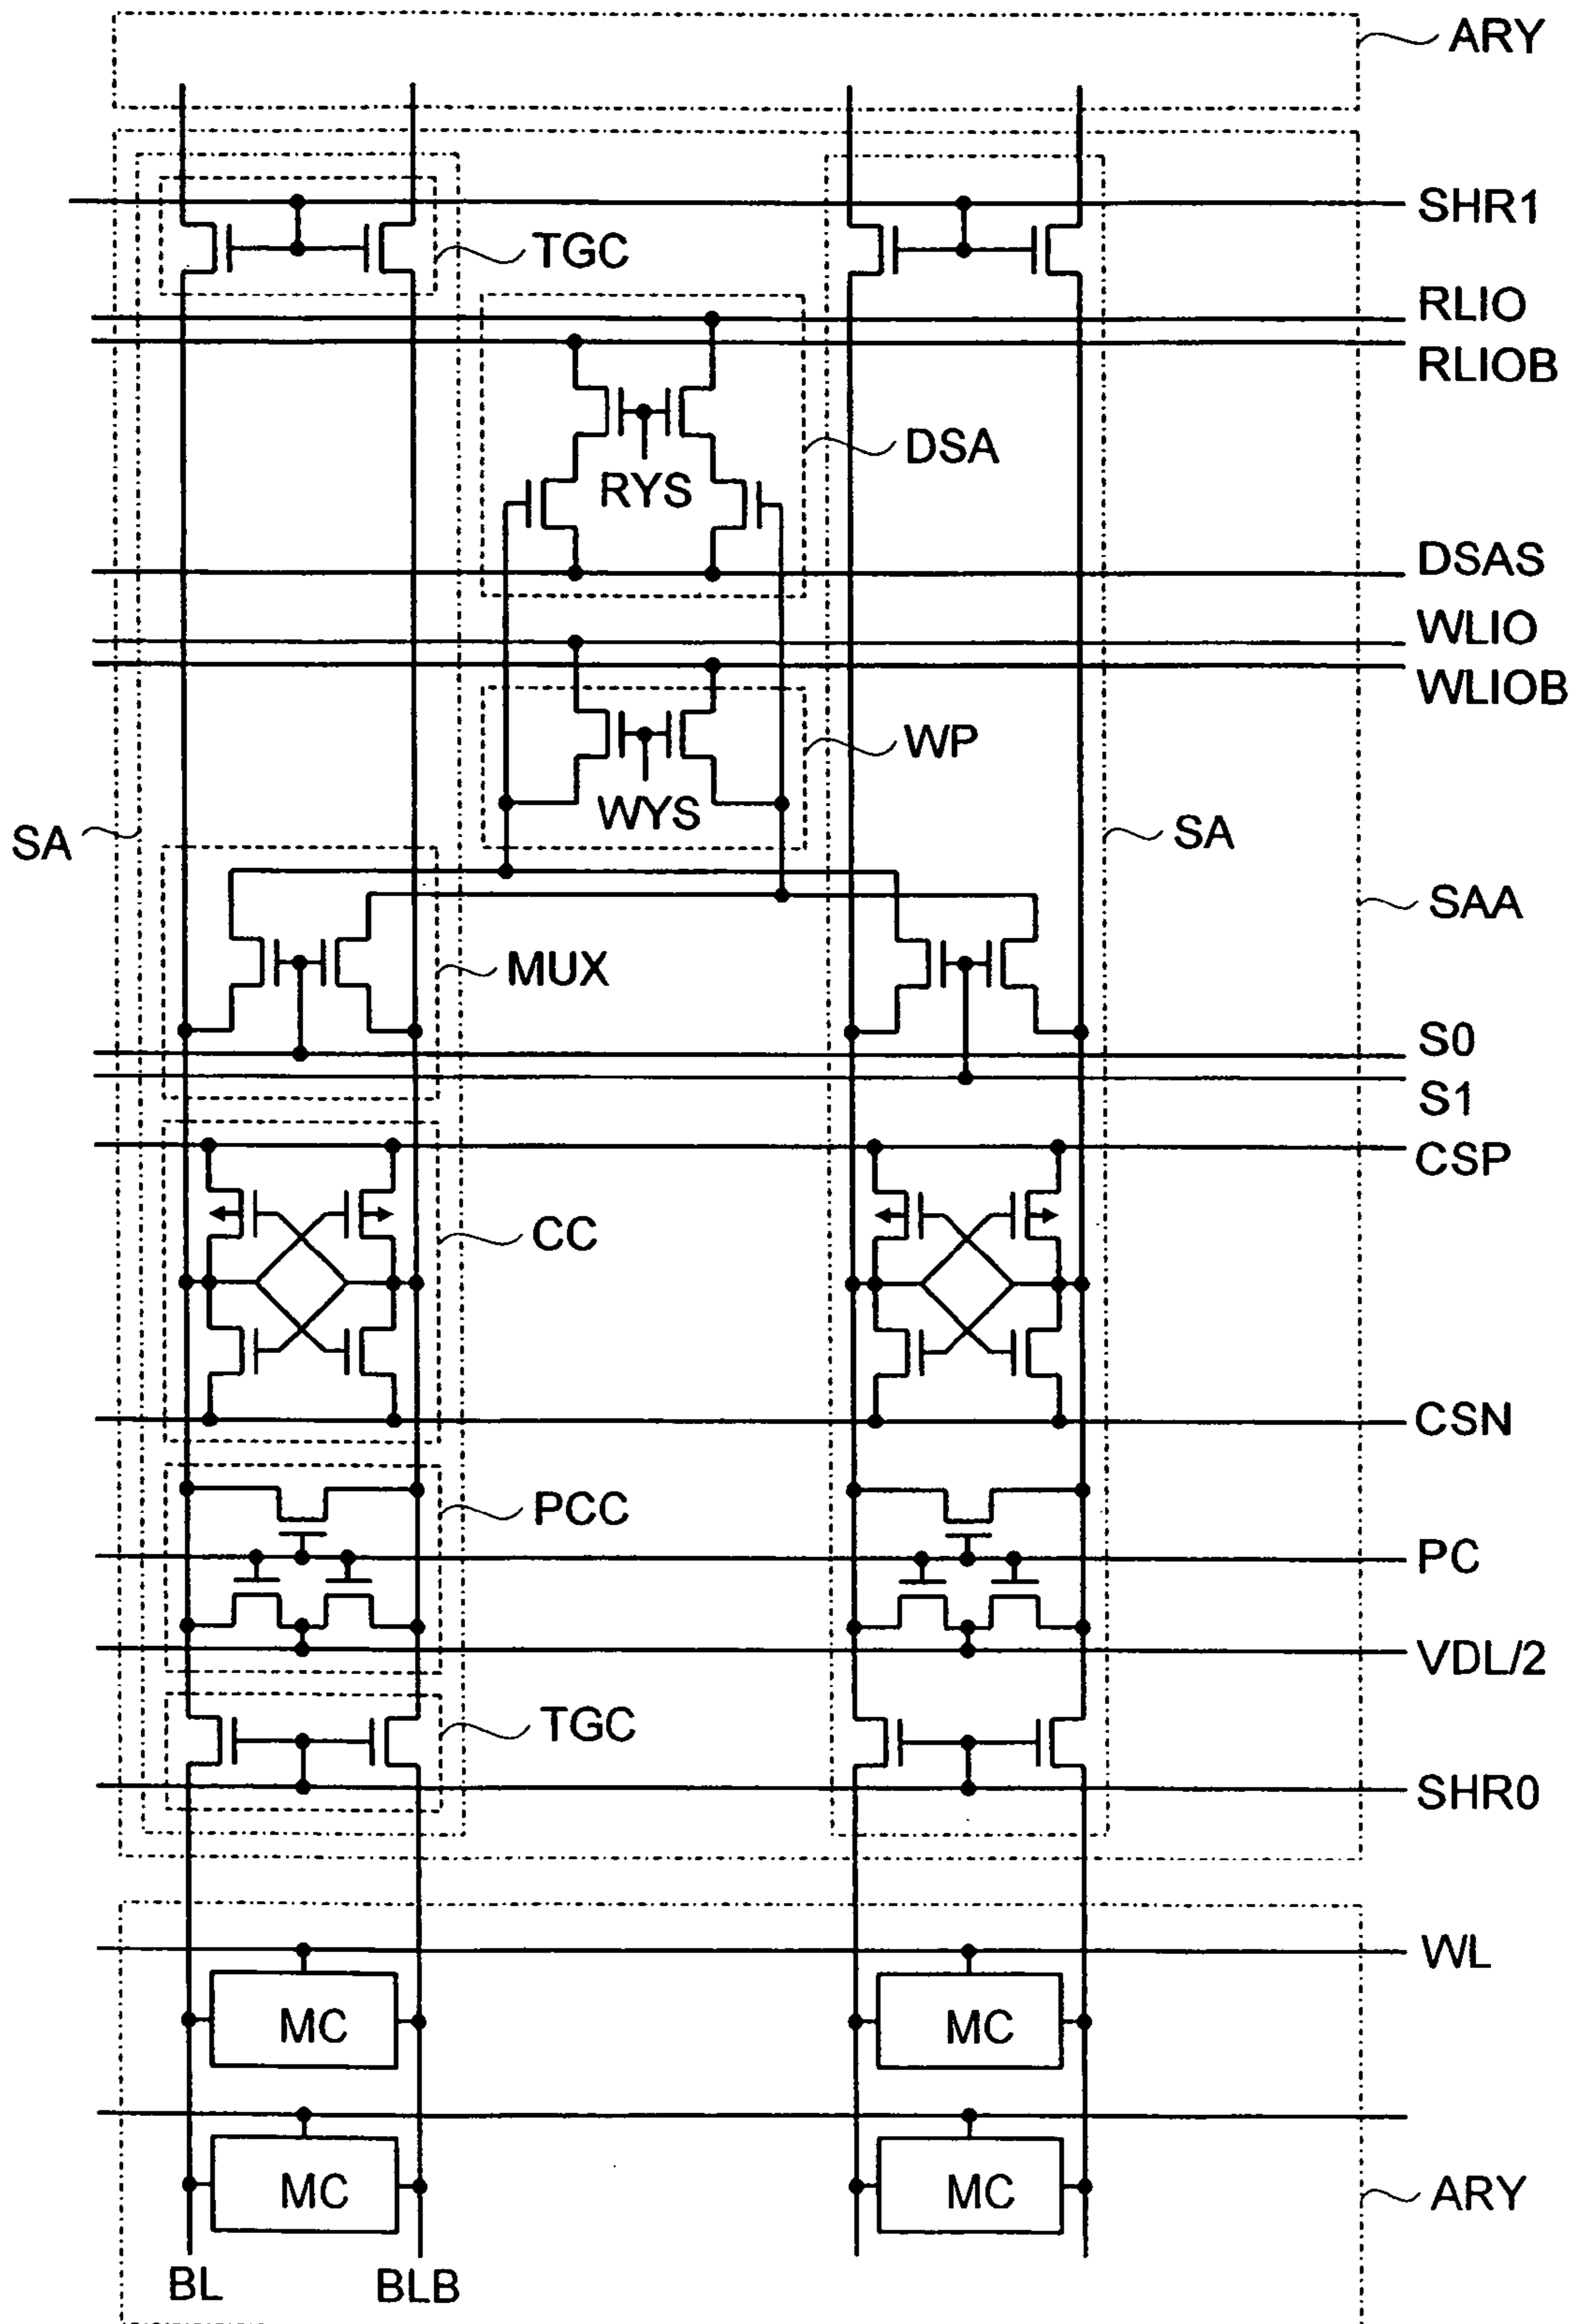 ARY
SHR1
TGC
RLIO
RLIOB
DSA
RYS
DSAS
WLIO
WLIOB
WP
WYS
SA
SA
SAA
MUX
S0
S1
CSP
CC
CSN
PCC
PC
VDL/2
TGC
SHR0
WL
MC
MC
MC
MC
ARY
BL
BLB